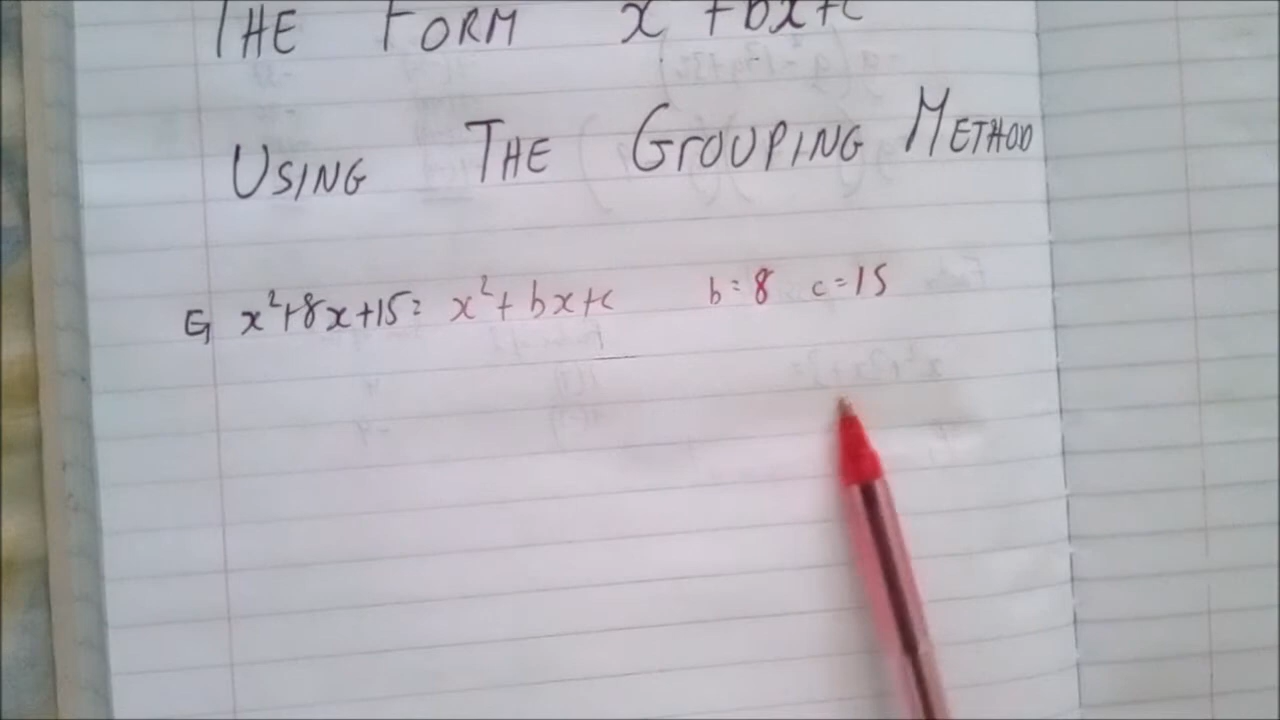 THE FORM x +bx+c
USING THE GROUPING METHOD
Eg x²+8x+15= x²+bx+c b=8 c=15